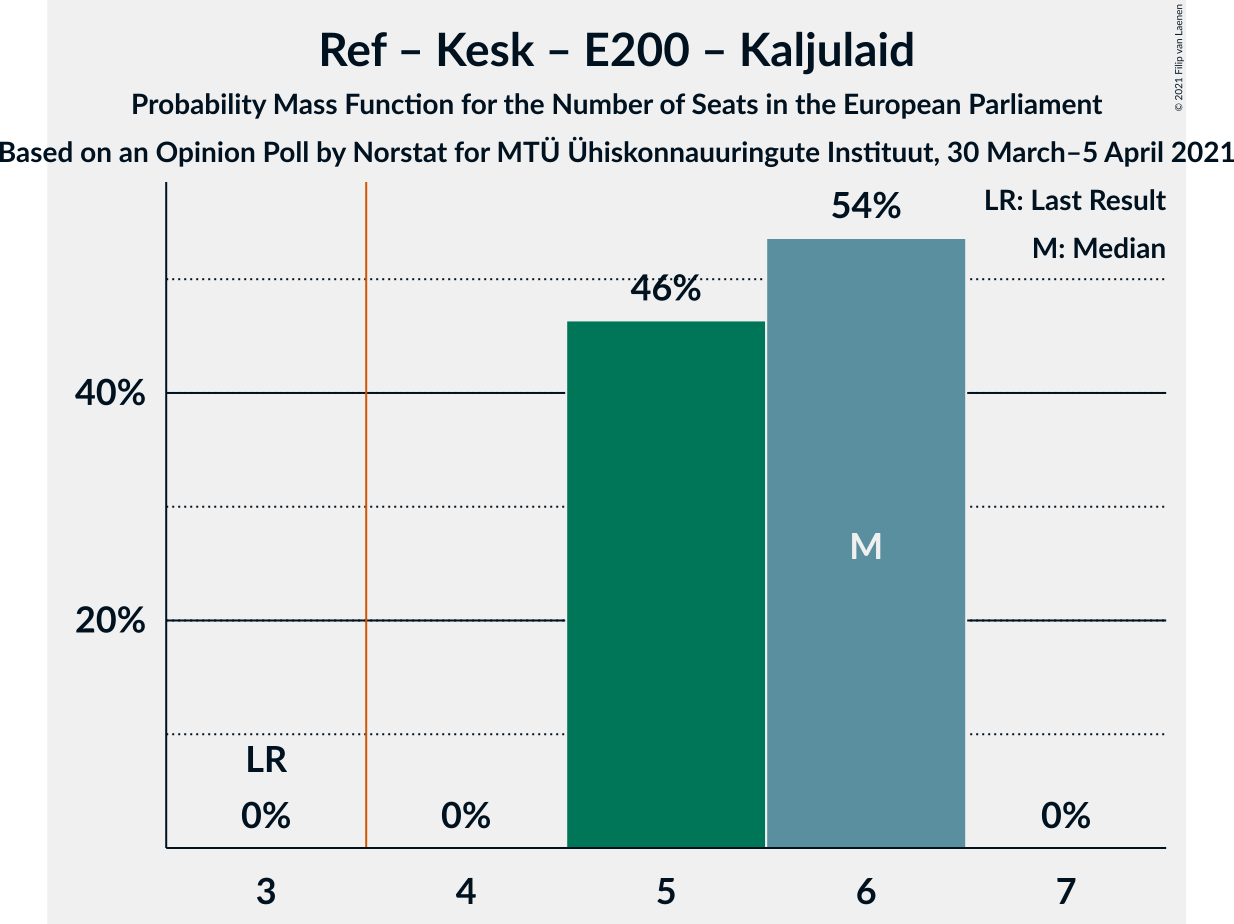 Ref – Kesk – E200 – Kaljulaid
Probability Mass Function for the Number of Seats in the European Parliament
Based on an Opinion Poll by Norstat for MTÜ Ühiskonnauuringute Instituut, 30 March–5 April 2021
© 2021 Filip van Laenen
LR: Last Result
M: Median
54%
46%
40%
M
20%
LR
0%
0%
0%
3
4
5
6
7